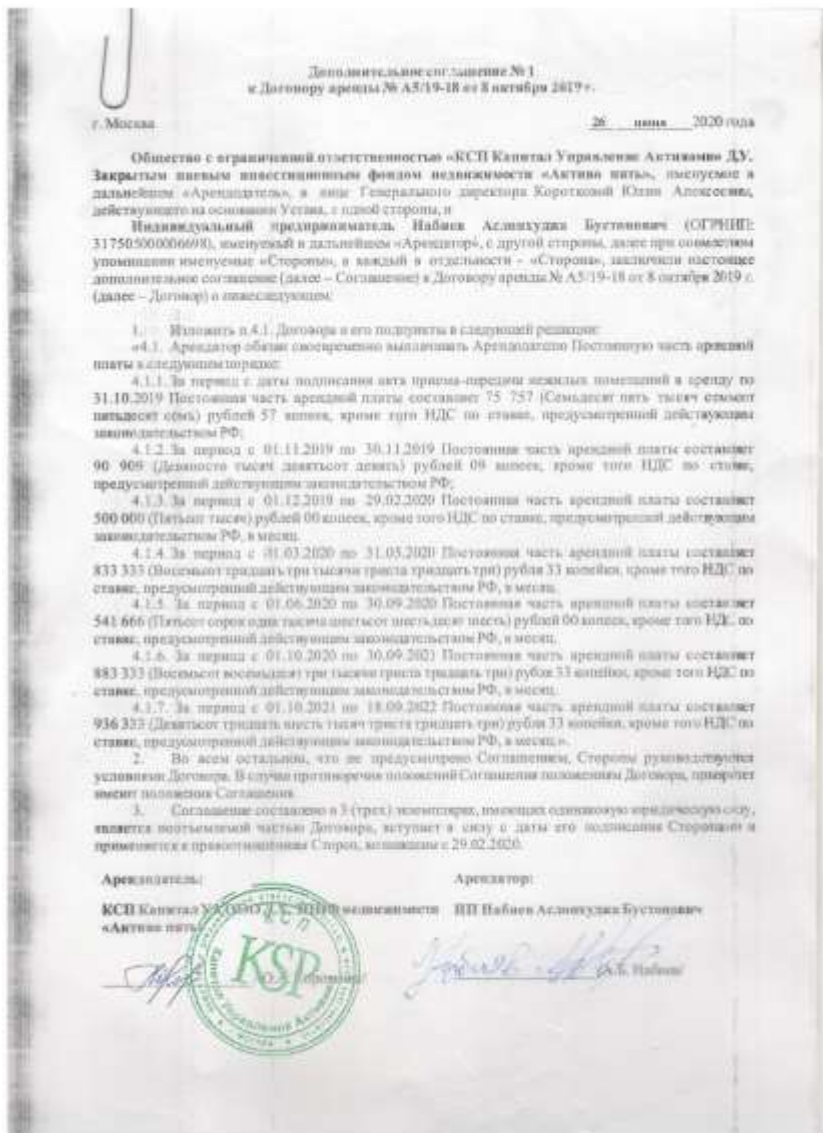 Дополнительное соглашение № 1
к Договору аренды № А5/19-18 от 8 октября 2019 г.
г. Москва 26 июня 2020 года
Общество с ограниченной ответственностью «КСП Капитал Управление Активами» Д.У.
Закрытым паевым инвестиционным фондом недвижимости «Активо пять», именуемое в
дальнейшем «Арендодатель», в лице Генерального директора Коротковой Юлии Алексеевны,
действующего на основании Устава, с одной стороны, и
Индивидуальный предприниматель Набиев Аслонхуджа Бустонович (ОГРНИП:
317505000006698), именуемый в дальнейшем «Арендатор», с другой стороны, далее при совместном
упоминании именуемые «Стороны», а каждый в отдельности - «Сторона», заключили настоящее
дополнительное соглашение (далее – Соглашение) к Договору аренды № А5/19-18 от 8 октября 2019 г.
(далее – Договор) о нижеследующем:
1. Изложить п.4.1. Договора и его подпункты в следующей редакции:
«4.1. Арендатор обязан своевременно выплачивать Арендодателю Постоянную часть арендной
платы в следующем порядке:
4.1.1. За период с даты подписания акта приема-передачи нежилых помещений в аренду по
31.10.2019 Постоянная часть арендной платы составляет 75 757 (Семьдесят пять тысяч семьсот
пятьдесят семь) рублей 57 копеек, кроме того НДС по ставке, предусмотренной действующим
законодательством РФ;
4.1.2. За период с 01.11.2019 по 30.11.2019 Постоянная часть арендной платы составляет
90 909 (Девяносто тысяч девятьсот девять) рублей 09 копеек, кроме того НДС по ставке,
предусмотренной действующим законодательством РФ;
4.1.3. За период с 01.12.2019 по 29.02.2020 Постоянная часть арендной платы составляет
500 000 (Пятьсот тысяч) рублей 00 копеек, кроме того НДС по ставке, предусмотренной действующим
законодательством РФ, в месяц.
4.1.4. За период с 01.03.2020 по 31.05.2020 Постоянная часть арендной платы составляет
833 333 (Восемьсот тридцать три тысячи триста тридцать три) рубля 33 копейки, кроме того НДС по
ставке, предусмотренной действующим законодательством РФ, в месяц.
4.1.5. За период с 01.06.2020 по 30.09.2020 Постоянная часть арендной платы составляет
541 666 (Пятьсот сорок одна тысяча шестьсот шестьдесят шесть) рублей 00 копеек, кроме того НДС по
ставке, предусмотренной действующим законодательством РФ, в месяц.
4.1.6. За период с 01.10.2020 по 30.09.2021 Постоянная часть арендной платы составляет
883 333 (Восемьсот восемьдесят три тысячи триста тридцать три) рубля 33 копейки, кроме того НДС по
ставке, предусмотренной действующим законодательством РФ, в месяц.
4.1.7. За период с 01.10.2021 по 18.09.2022 Постоянная часть арендной платы составляет
936 333 (Девятьсот тридцать шесть тысяч триста тридцать три) рубля 33 копейки, кроме того НДС по
ставке, предусмотренной действующим законодательством РФ, в месяц.».
2. Во всем остальном, что не предусмотрено Соглашением, Стороны руководствуются
условиями Договора. В случае противоречия положений Соглашения положениям Договора, приоритет
имеют положения Соглашения.
3. Соглашение составлено в 3 (трех) экземплярах, имеющих одинаковую юридическую силу,
является неотъемлемой частью Договора, вступает в силу с даты его подписания Сторонами и
применяется к правоотношениям Сторон, возникшим с 29.02.2020.
Арендодатель: Арендатор:
КСП Капитал недвижимости ИП Набиев Аслонхуджа Бустонович
«Активо пять»
КСП
KSP
Капитал Управление Активами
/А.Б. Набиев/